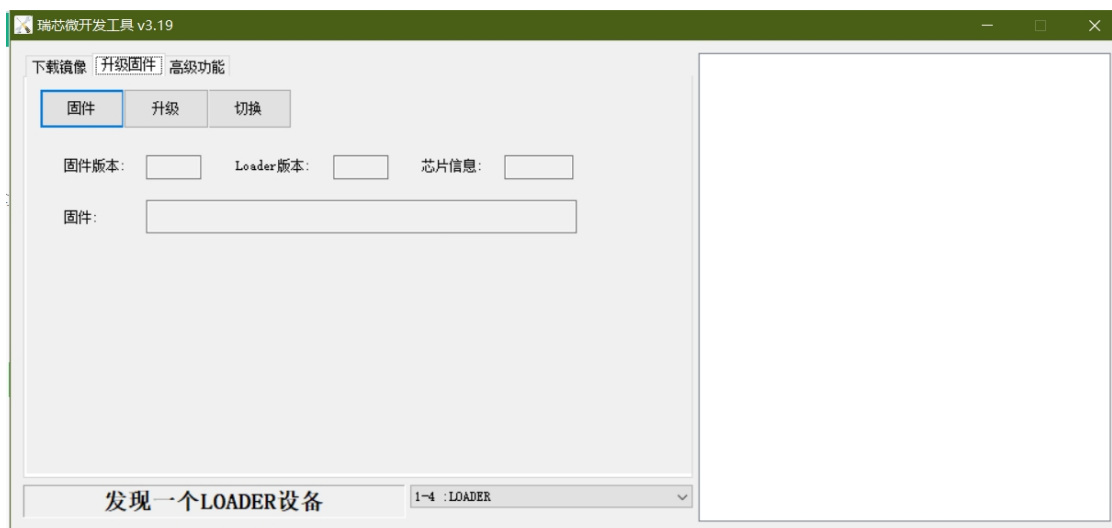 瑞芯微开发工具 v3.19
下载镜像 升级固件 高级功能
固件 升级 切换
固件版本: Loader版本: 芯片信息:
固件:
发现一个LOADER设备 1-4 :LOADER